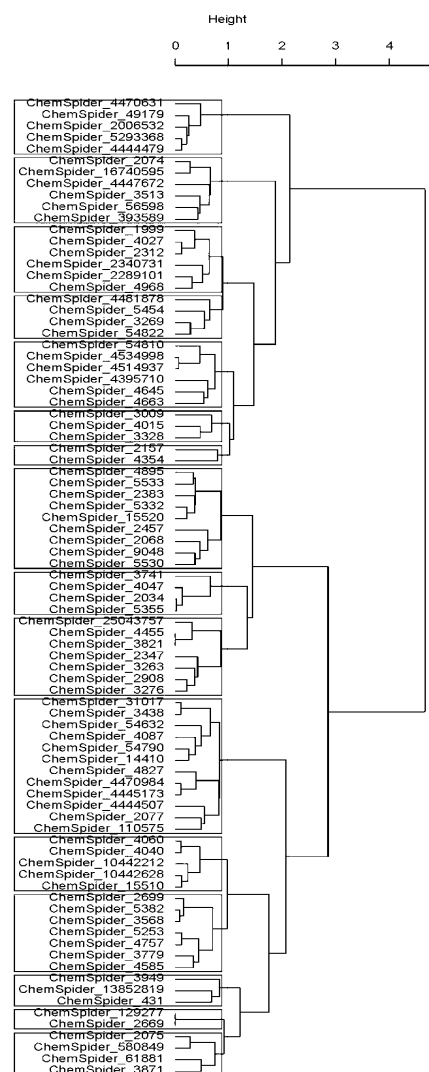 Height
0 1 2 3 4
ChemSpider_4470631
ChemSpider_49179
ChemSpider_2006532
ChemSpider_5293368
ChemSpider_4444479
ChemSpider_2074
ChemSpider_16740595
ChemSpider_4447672
ChemSpider_3513
ChemSpider_56598
ChemSpider_393589
ChemSpider_1999
ChemSpider_4027
ChemSpider_2312
ChemSpider_2340731
ChemSpider_2289101
ChemSpider_4968
ChemSpider_4481878
ChemSpider_5454
ChemSpider_3269
ChemSpider_54822
ChemSpider_54810
ChemSpider_4534998
ChemSpider_4514937
ChemSpider_4395710
ChemSpider_4645
ChemSpider_4663
ChemSpider_3009
ChemSpider_4015
ChemSpider_3328
ChemSpider_2157
ChemSpider_4354
ChemSpider_4895
ChemSpider_5533
ChemSpider_2383
ChemSpider_5332
ChemSpider_15520
ChemSpider_2457
ChemSpider_2068
ChemSpider_9048
ChemSpider_5530
ChemSpider_3741
ChemSpider_4047
ChemSpider_2034
ChemSpider_5355
ChemSpider_25043757
ChemSpider_4455
ChemSpider_3821
ChemSpider_2347
ChemSpider_3263
ChemSpider_2908
ChemSpider_3276
ChemSpider_31017
ChemSpider_3438
ChemSpider_54632
ChemSpider_4087
ChemSpider_54790
ChemSpider_14410
ChemSpider_4827
ChemSpider_4470984
ChemSpider_4445173
ChemSpider_4444507
ChemSpider_2077
ChemSpider_110575
ChemSpider_4060
ChemSpider_4040
ChemSpider_10442212
ChemSpider_10442628
ChemSpider_15510
ChemSpider_2699
ChemSpider_5382
ChemSpider_3568
ChemSpider_5253
ChemSpider_4757
ChemSpider_3779
ChemSpider_4585
ChemSpider_3949
ChemSpider_13852819
ChemSpider_431
ChemSpider_129277
ChemSpider_2669
ChemSpider_2075
ChemSpider_580849
ChemSpider_61881
ChemSpider_3871